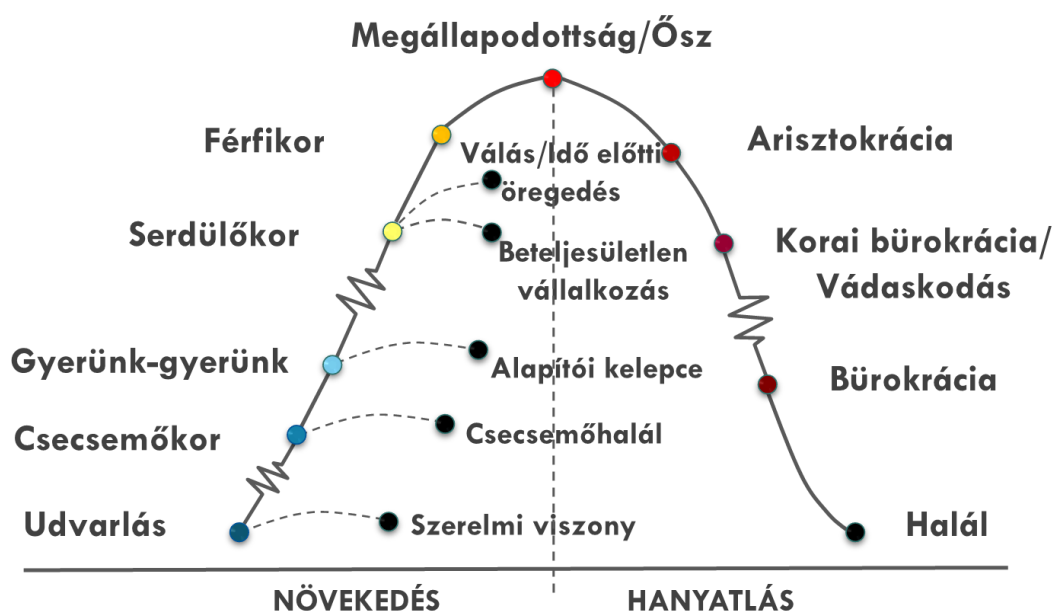 Megállapodottság/Ősz
Férfikor
Válás/Idő előtti
öregedés
Arisztokrácia
Serdülőkor
Beteljesületlen
vállalkozás
Korai bürokrácia/
Vádaskodás
Gyerünk-gyerünk
Alapítói kelepce
Bürokrácia
Csecsemőkor
Csecsemőhalál
Udvarlás
Szerelmi viszony
Halál
NÖVEKEDÉS
HANYATLÁS